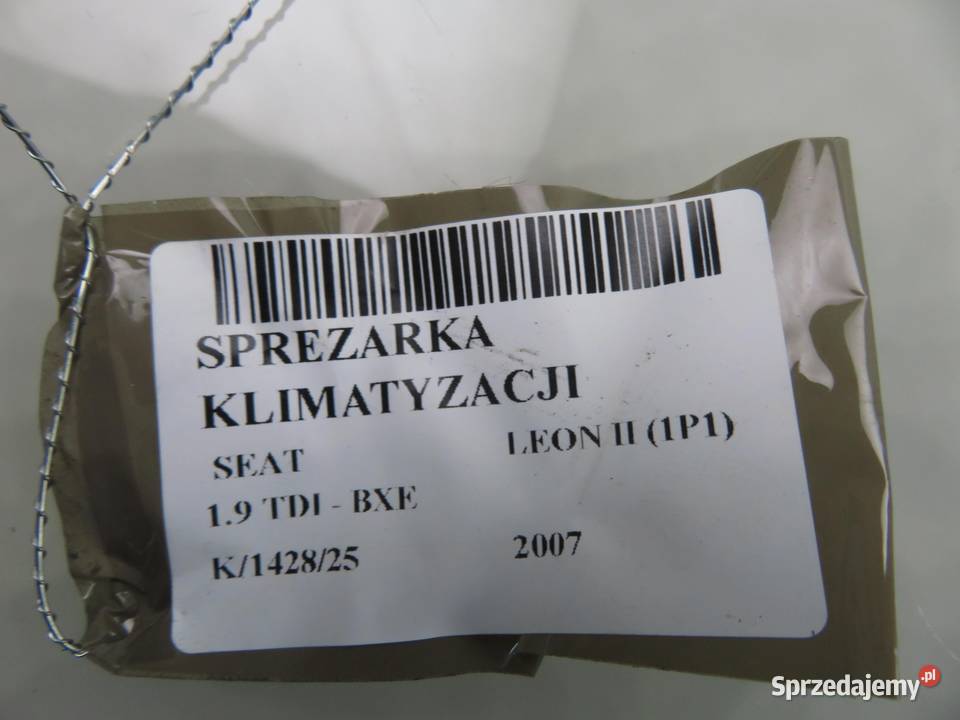 SPREZARKA
KLIMATYZACJI
SEAT LEON II (1P1)
1.9 TDI - BXE
K/1428/25 2007
Sprzedajemy.pl